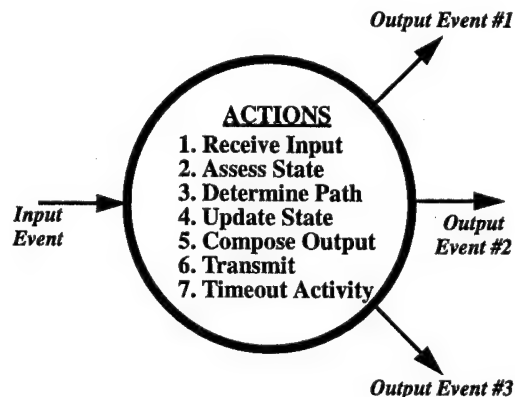 Output Event #1
ACTIONS
1. Receive Input
2. Assess State
3. Determine Path
4. Update State
5. Compose Output
6. Transmit
7. Timeout Activity
Input
Event
Output
Event #2
Output Event #3